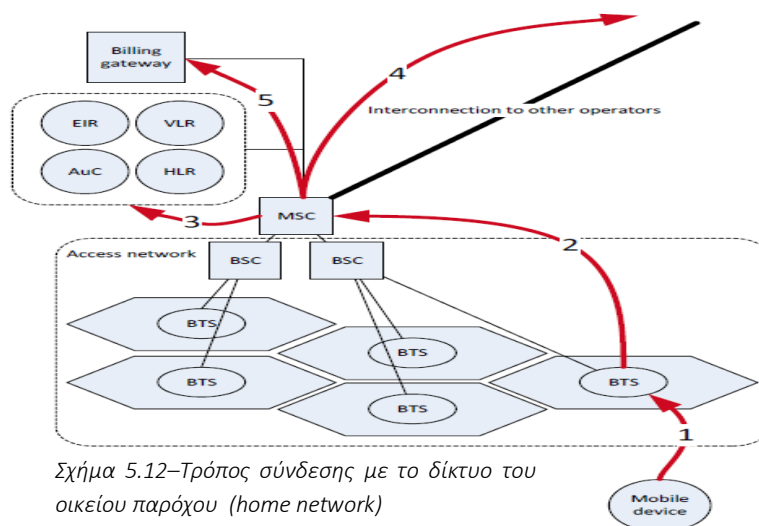 Billing
gateway
4
5
Interconnection to other operators
EIR
VLR
AuC
HLR
3
MSC
2
Access network
BSC
BSC
BTS
BTS
BTS
BTS
BTS
1
Σχήμα 5.12–Τρόπος σύνδεσης με το δίκτυο του
οικείου παρόχου (home network)
Mobile
device